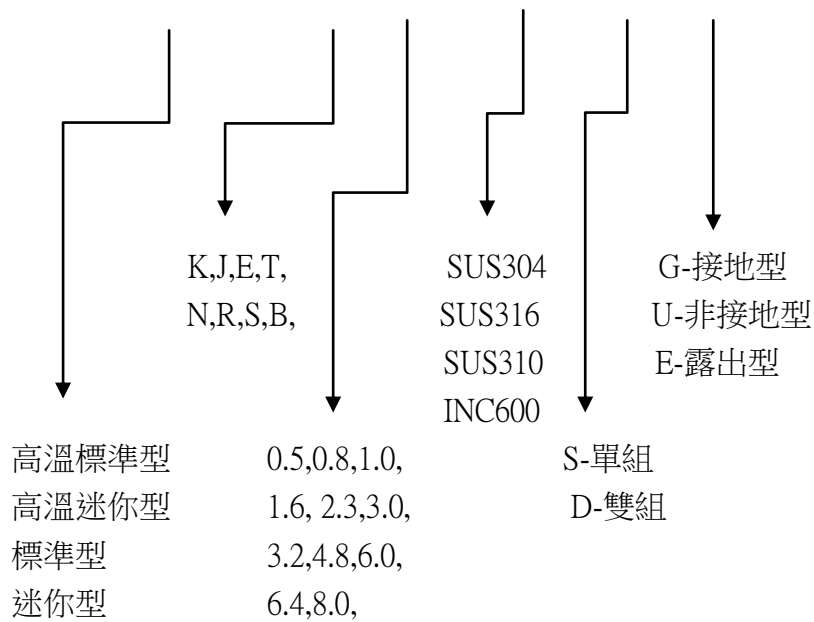 K,J,E,T,
N,R,S,B,
SUS304
SUS316
SUS310
INC600
G-接地型
U-非接地型
E-露出型
高溫標準型
高溫迷你型
標準型
迷你型
0.5,0.8,1.0,
1.6, 2.3,3.0,
3.2,4.8,6.0,
6.4,8.0,
S-單組
D-雙組